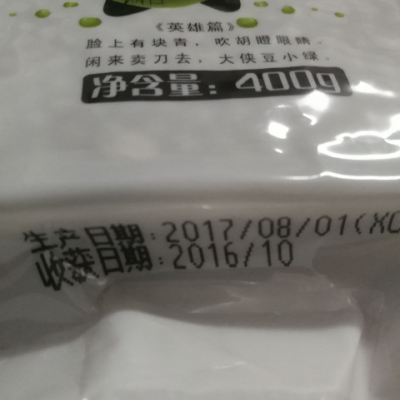 《英雄篇》
脸上有块青，吹胡瞪眼睛。
闲来卖刀去，大侠豆小绿。
净含量：400g
生产日期：2017/08/01(XC
收获日期：2016/10